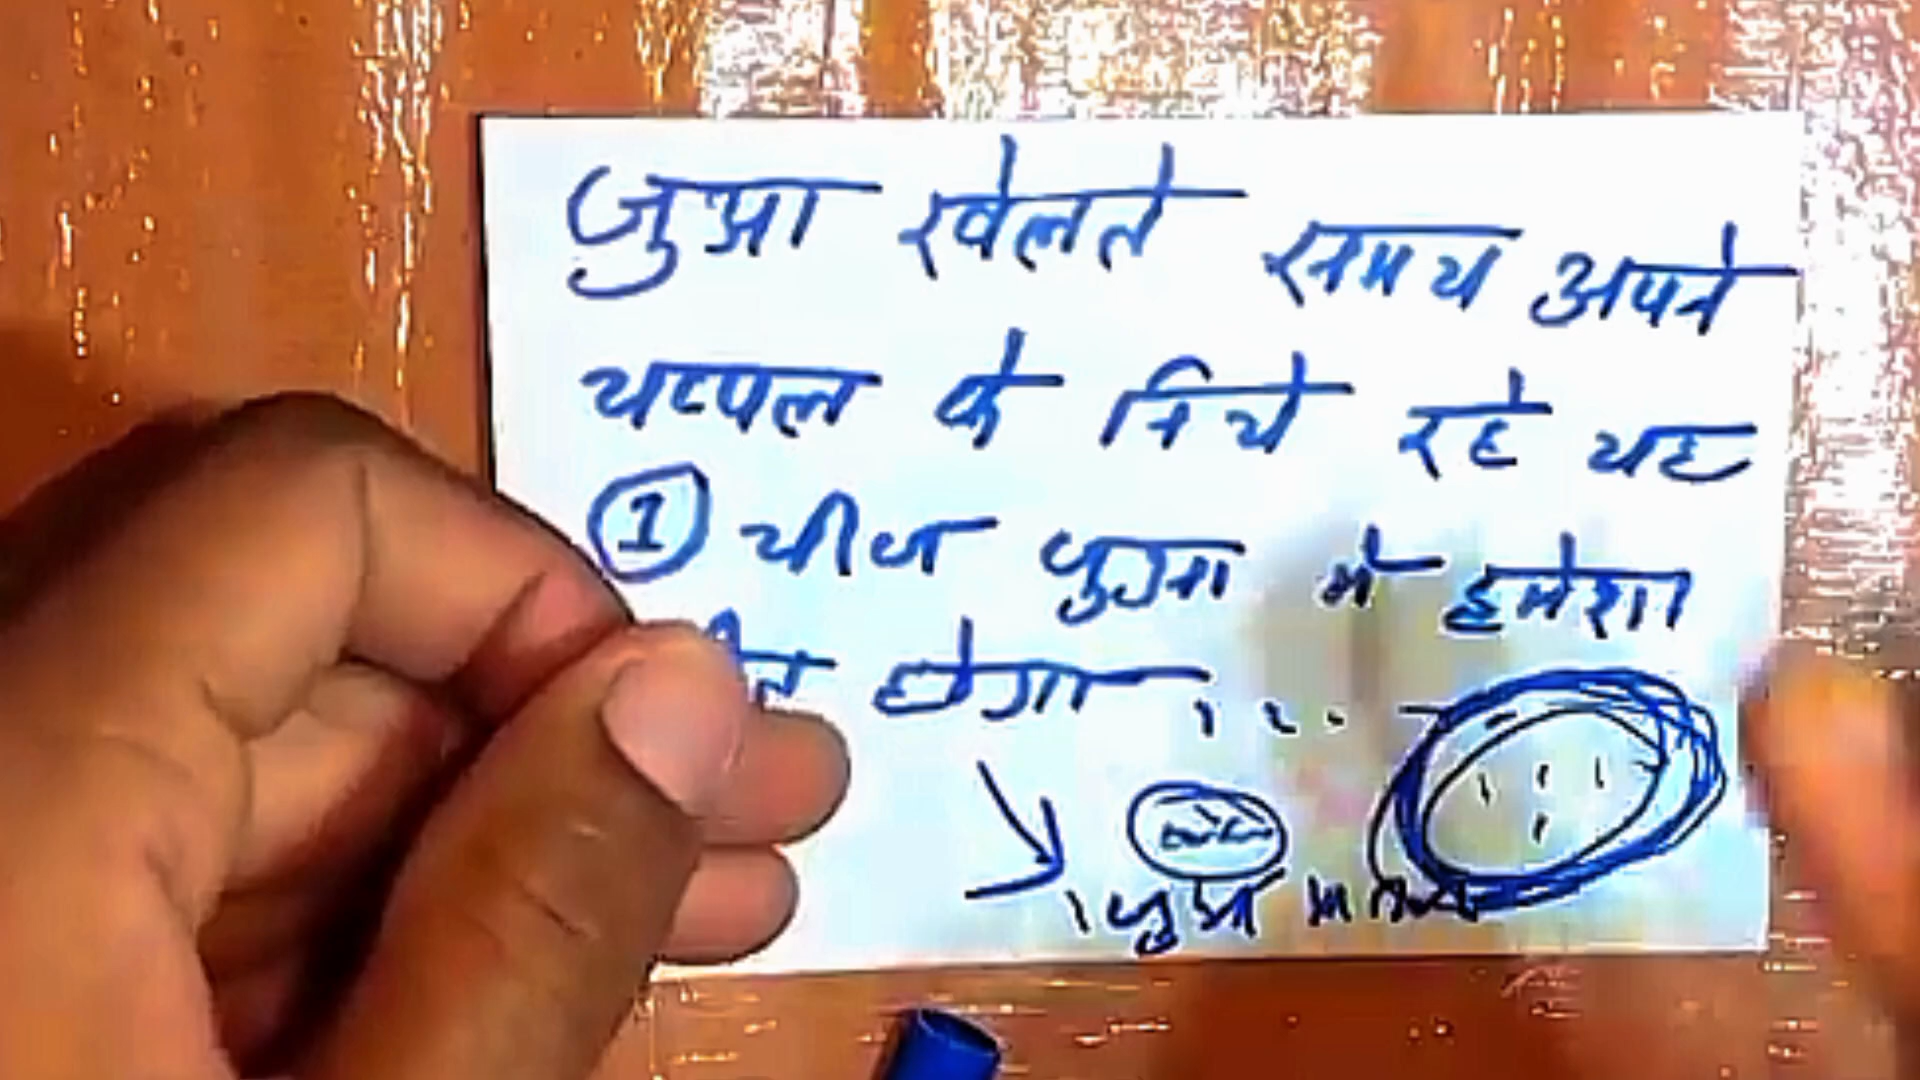 जुआ खेलते समय अपने
चप्पल के निचे रखे यह
1 चीज जुआ में हमेशा
होगा ...
जुआ